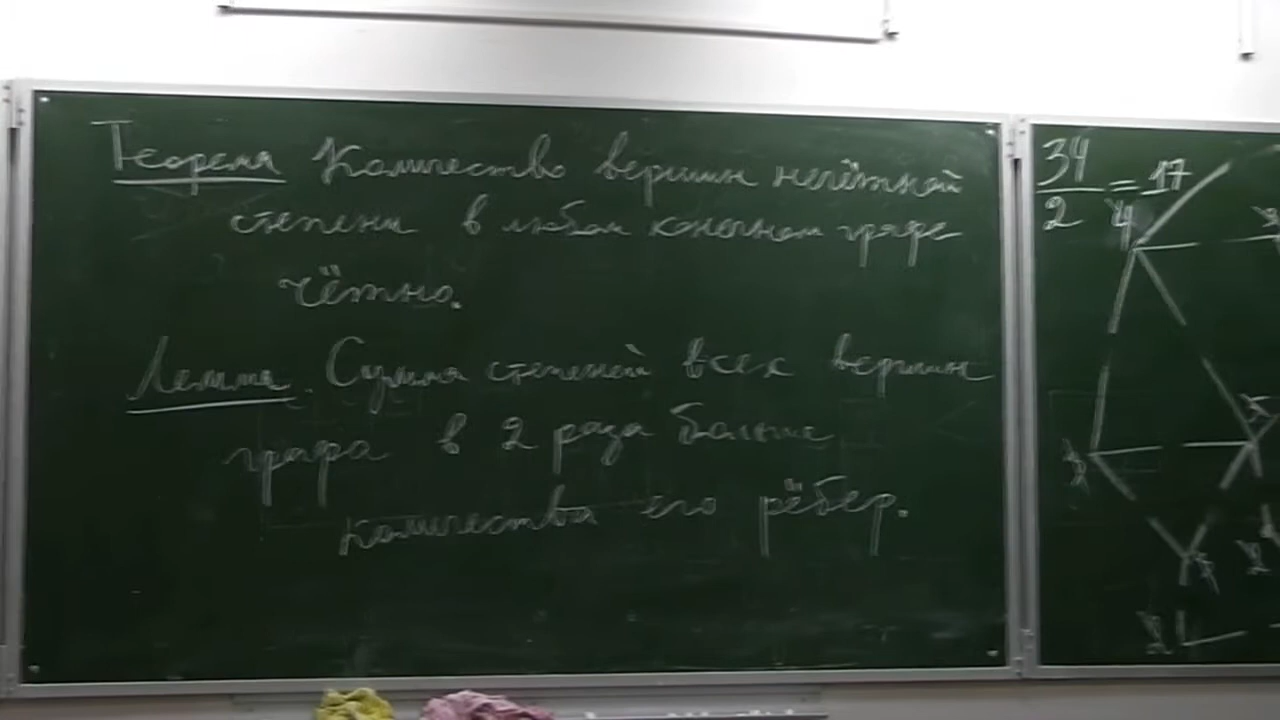 Теорема Количество вершин нечётной
степени в любом конечном графе
чётно.
Лемма. Сумма степеней всех вершин
графа в 2 раза больше
количества его рёбер.
34
— = 17
2
4